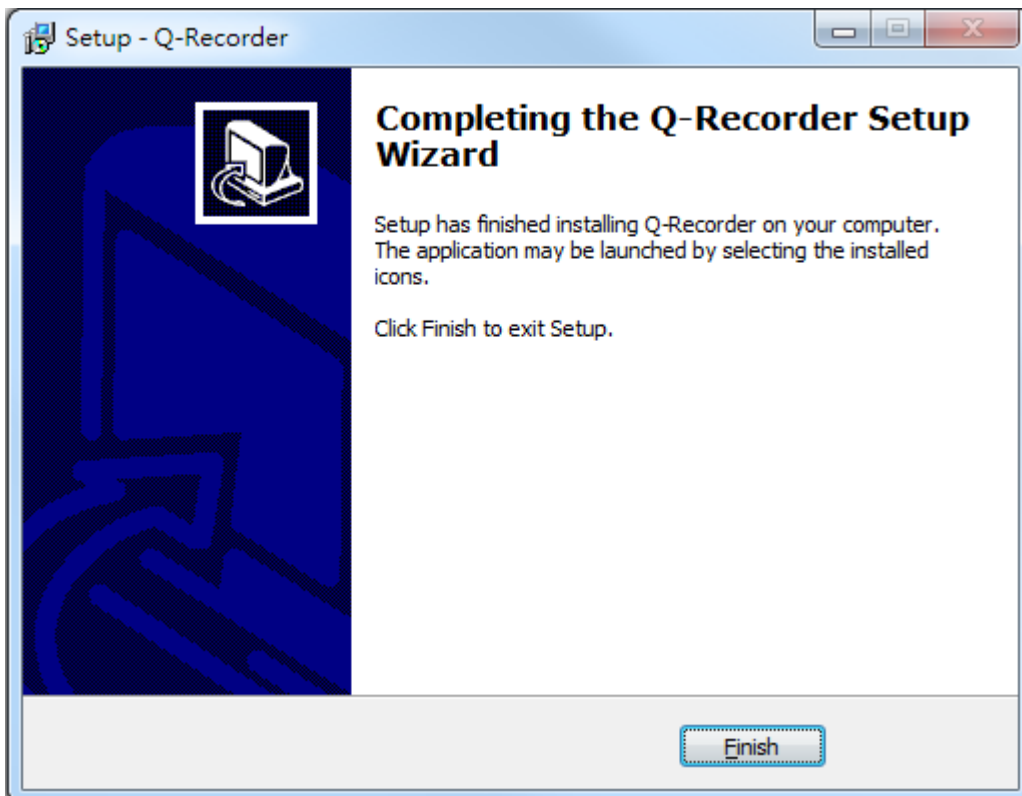 Setup - Q-Recorder
Completing the Q-Recorder Setup
Wizard
Setup has finished installing Q-Recorder on your computer.
The application may be launched by selecting the installed
icons.
Click Finish to exit Setup.
Finish